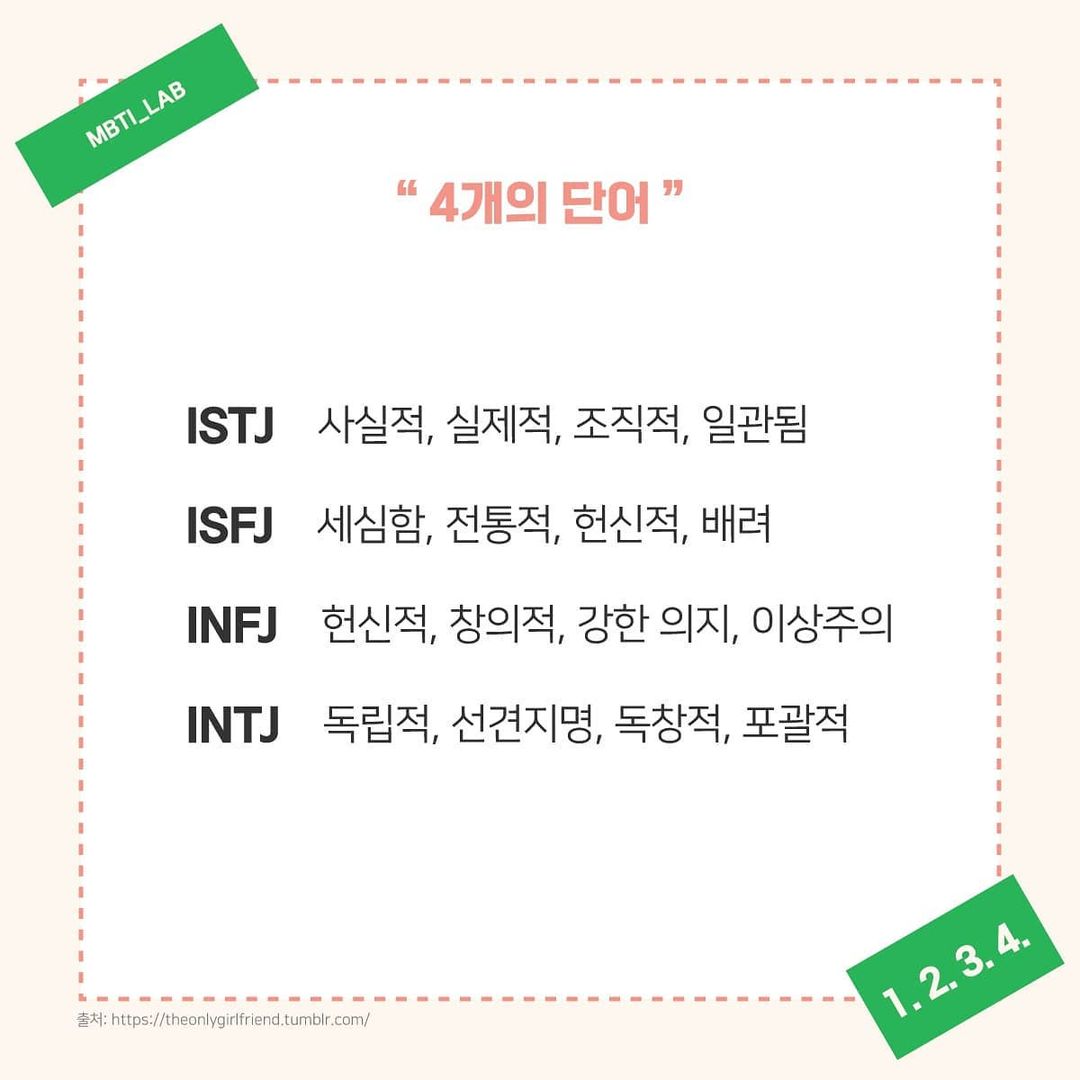 MBTI_LAB
“ 4개의 단어 ”
ISTJ 사실적, 실제적, 조직적, 일관됨
ISFJ 세심함, 전통적, 헌신적, 배려
INFJ 헌신적, 창의적, 강한 의지, 이상주의
INTJ 독립적, 선견지명, 독창적, 포괄적
1. 2. 3. 4.
출처: https://theonlygirlfriend.tumblr.com/